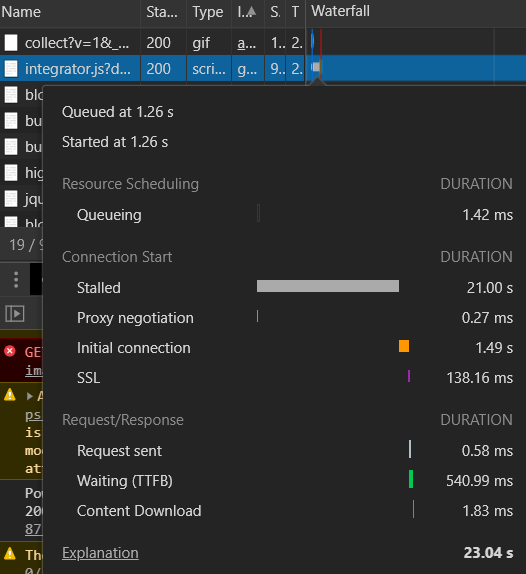 Name Sta... Type I...▲ S. T Waterfall
collect?v=1&_... 200 gif a... 1... 2.
integrator.js?d... 200 scri... g... 9... 2.
blo
bu
bu
hig
jqu
blo
Queued at 1.26 s
Started at 1.26 s
Resource Scheduling DURATION
Queueing 1.42 ms
Connection Start DURATION
Stalled 21.00 s
Proxy negotiation 0.27 ms
Initial connection 1.49 s
SSL 138.16 ms
Request/Response DURATION
Request sent 0.58 ms
Waiting (TTFB) 540.99 ms
Content Download 1.83 ms
Explanation 23.04 s
19 / 9
GE
im
▸ A
ps
is
mo
at
Po
20
87
Th
0/